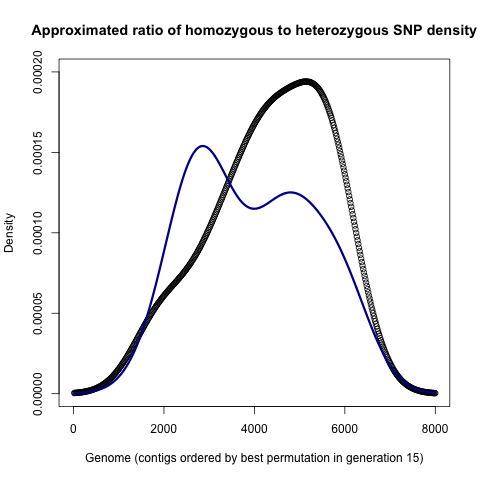 Approximated ratio of homozygous to heterozygous SNP density
0.00020
0.00015
0.00010
0.00005
0.00000
Density
0 2000 4000 6000 8000
Genome (contigs ordered by best permutation in generation 15)